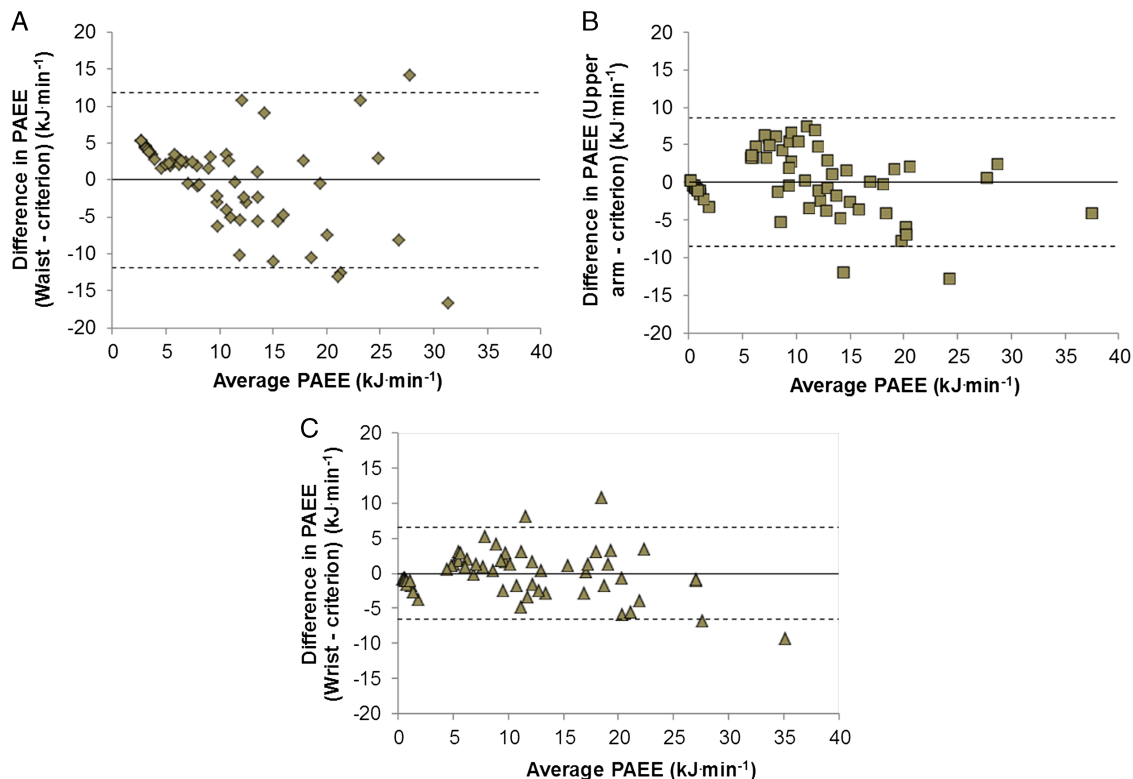 A
Difference in PAEE
(Waist - criterion) (kJ·min⁻¹)
20
15
10
5
0
-5
-10
-15
-20
0 5 10 15 20 25 30 35 40
Average PAEE (kJ·min⁻¹)
B
Difference in PAEE (Upper
arm - criterion) (kJ·min⁻¹)
20
15
10
5
0
-5
-10
-15
-20
0 5 10 15 20 25 30 35 40
Average PAEE (kJ·min⁻¹)
C
Difference in PAEE
(Wrist - criterion) (kJ·min⁻¹)
20
15
10
5
0
-5
-10
-15
-20
0 5 10 15 20 25 30 35 40
Average PAEE (kJ·min⁻¹)